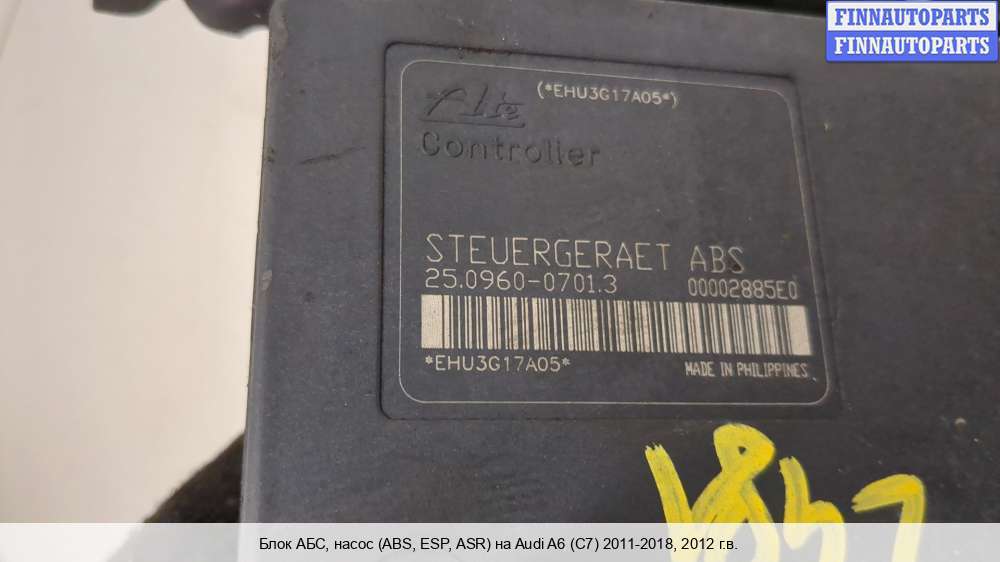 FINNAUTOPARTS
FINNAUTOPARTS
(*EHU3G17A05*)
Ate
Controller
STEUERGERAET ABS
25.0960-0701.3 00002885E0
*EHU3G17A05*
MADE IN PHILIPPINES
Блок АБС, насос (ABS, ESP, ASR) на Audi A6 (C7) 2011-2018, 2012 г.в.